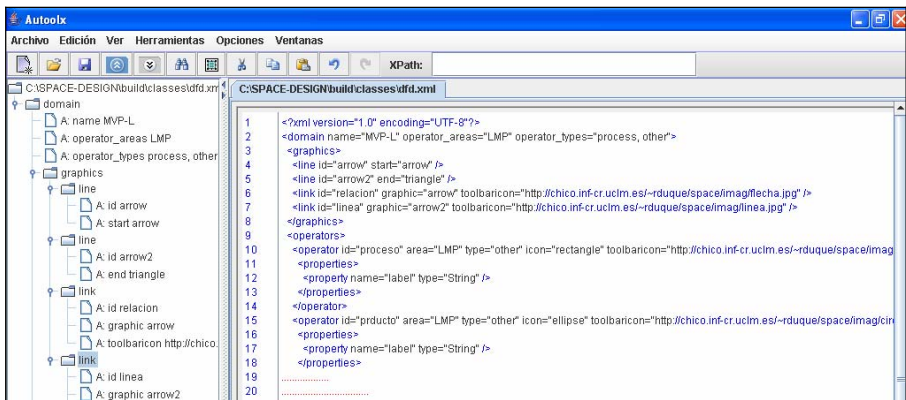 Autoolx
Archivo Edición Ver Herramientas Opciones Ventanas
XPath:
C:\SPACE-DESIGN\build\classes\dfd.xm
domain
A: name MVP-L
A: operator_areas LMP
A: operator_types process, other
graphics
line
A: id arrow
A: start arrow
line
A: id arrow2
A: end triangle
link
A: id relacion
A: graphic arrow
A: toolbaricon http://chico.
link
A: id linea
A: graphic arrow2
C:\SPACE-DESIGN\build\classes\dfd.xml
1 <?xml version="1.0" encoding="UTF-8"?>
2 <domain name="MVP-L" operator_areas="LMP" operator_types="process, other">
3 <graphics>
4 <line id="arrow" start="arrow" />
5 <line id="arrow2" end="triangle" />
6 <link id="relacion" graphic="arrow" toolbaricon="http://chico.inf-cr.uclm.es/~rduque/space/imag/flecha.jpg" />
7 <link id="linea" graphic="arrow2" toolbaricon="http://chico.inf-cr.uclm.es/~rduque/space/imag/linea.jpg" />
8 </graphics>
9 <operators>
10 <operator id="proceso" area="LMP" type="other" icon="rectangle" toolbaricon="http://chico.inf-cr.uclm.es/~rduque/space/imag
11 <properties>
12 <property name="label" type="String" />
13 </properties>
14 </operator>
15 <operator id="prducto" area="LMP" type="other" icon="ellipse" toolbaricon="http://chico.inf-cr.uclm.es/~rduque/space/imag/cir
16 <properties>
17 <property name="label" type="String" />
18 </properties>
19 ..................
20 ................................